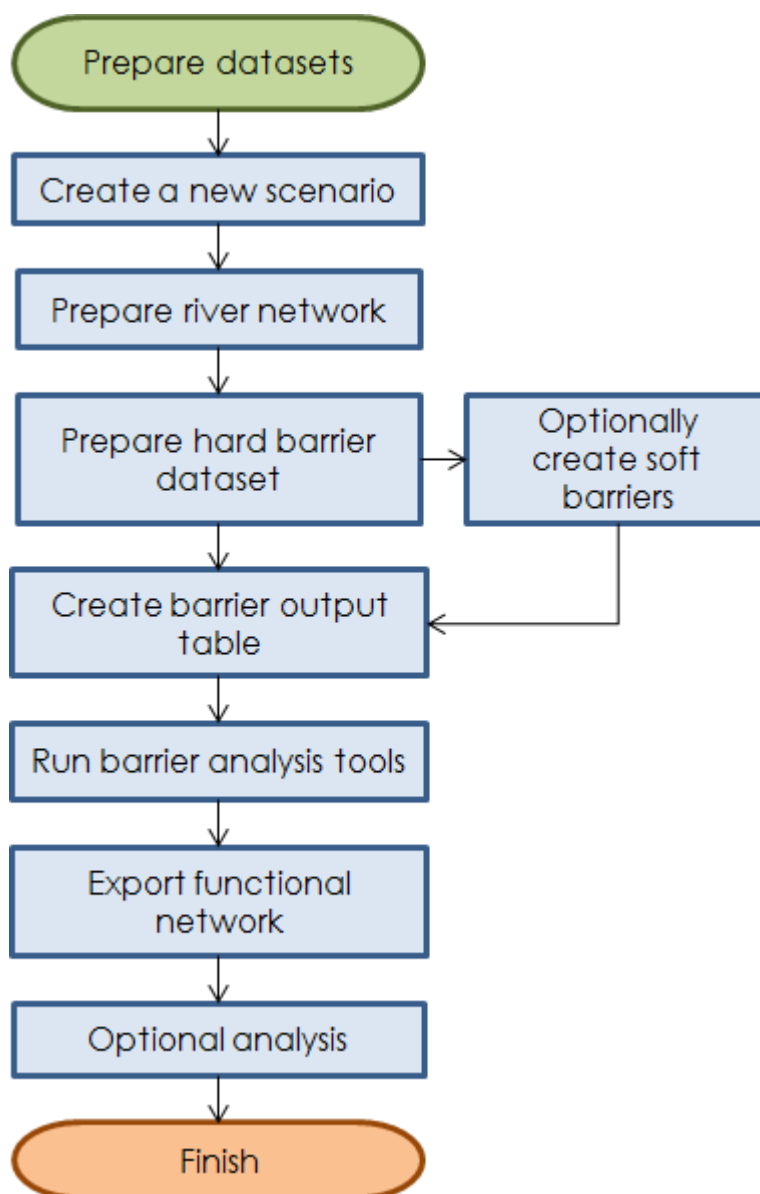 Prepare datasets
Create a new scenario
Prepare river network
Prepare hard barrier
dataset
Optionally
create soft
barriers
Create barrier output
table
Run barrier analysis tools
Export functional
network
Optional analysis
Finish